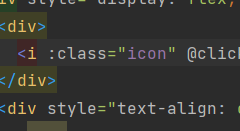 style="display: flex;
<div>
<i :class="icon" @click
</div>
<div style="text-align: